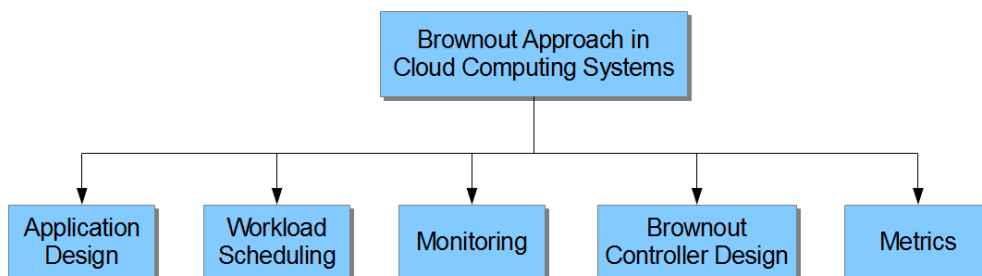 Brownout Approach in
Cloud Computing Systems
Application
Design
Workload
Scheduling
Monitoring
Brownout
Controller Design
Metrics